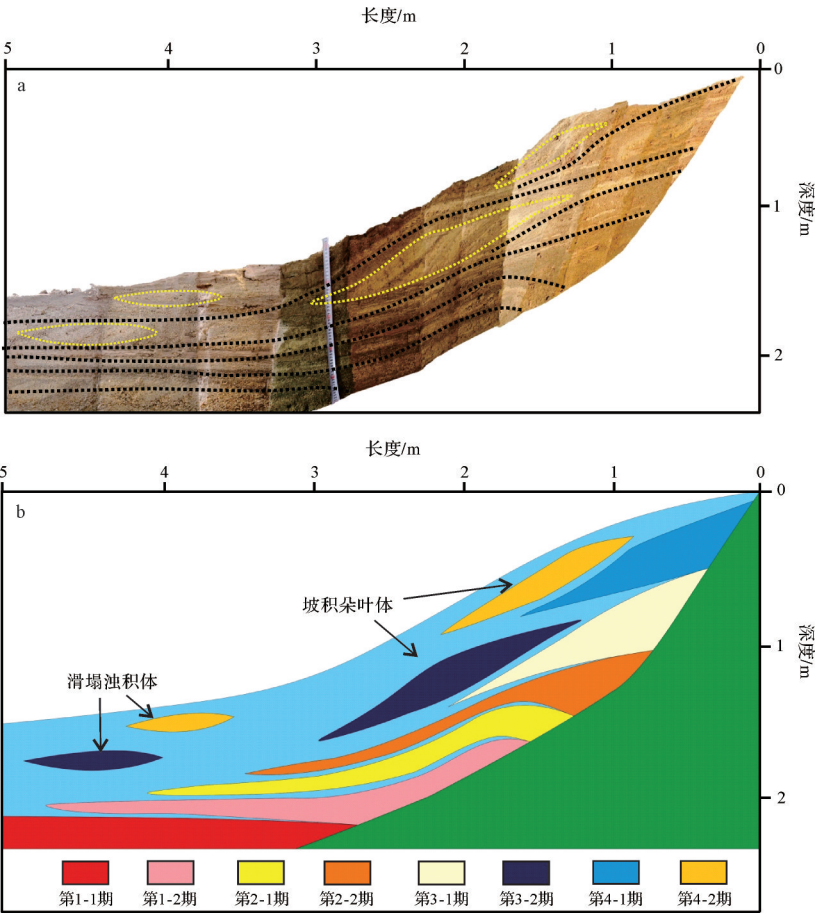 长度/m
5 4 3 2 1 0
0
a
1
深度/m
2
长度/m
5 4 3 2 1 0
0
b
坡积朵叶体
滑塌浊积体
1
深度/m
2
第1-1期 第1-2期 第2-1期 第2-2期 第3-1期 第3-2期 第4-1期 第4-2期